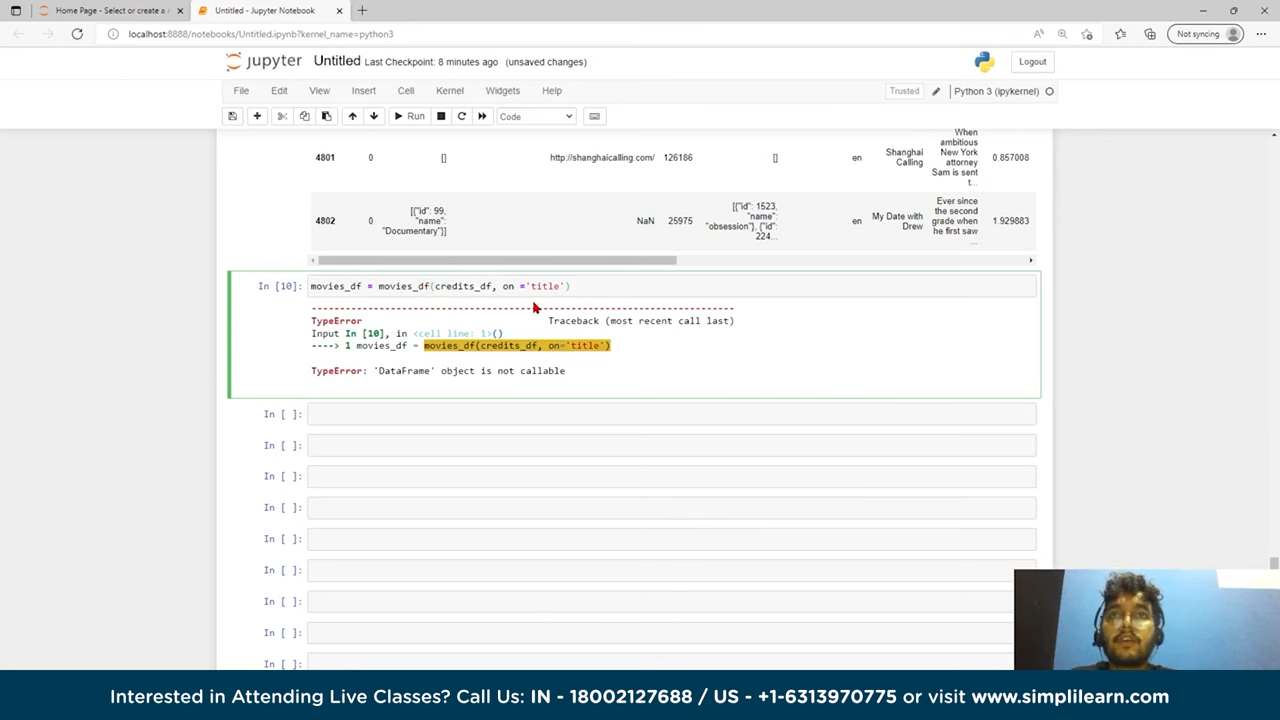 Home Page - Select or create a n
Untitled - Jupyter Notebook
localhost:8888/notebooks/Untitled.ipynb?kernel_name=python3
Not syncing
jupyter Untitled Last Checkpoint: 8 minutes ago (unsaved changes)
Logout
File Edit View Insert Cell Kernel Widgets Help
Trusted
Python 3 (ipykernel)
Run
Code
4801 0 [] http://shanghaicalling.com/ 126186 [] en Shanghai Calling When ambitious New York attorney Sam is sent t... 0.857008
4802 0 [{"id": 99, "name": "Documentary"}] NaN 25975 [{"id": 1523, "name": "obsession"}, {"id": 224... en My Date with Drew Ever since the second grade when he first saw ... 1.929883
In [10]: movies_df = movies_df(credits_df, on ='title')
---------------------------------------------------------------------------
TypeError Traceback (most recent call last)
Input In [10], in <cell line: 1>()
----> 1 movies_df = movies_df(credits_df, on='title')
TypeError: 'DataFrame' object is not callable
In [ ]:
In [ ]:
In [ ]:
In [ ]:
In [ ]:
In [ ]:
In [ ]:
In [ ]:
In [ ]:
Interested in Attending Live Classes? Call Us: IN - 18002127688 / US - +1-6313970775 or visit www.simplilearn.com